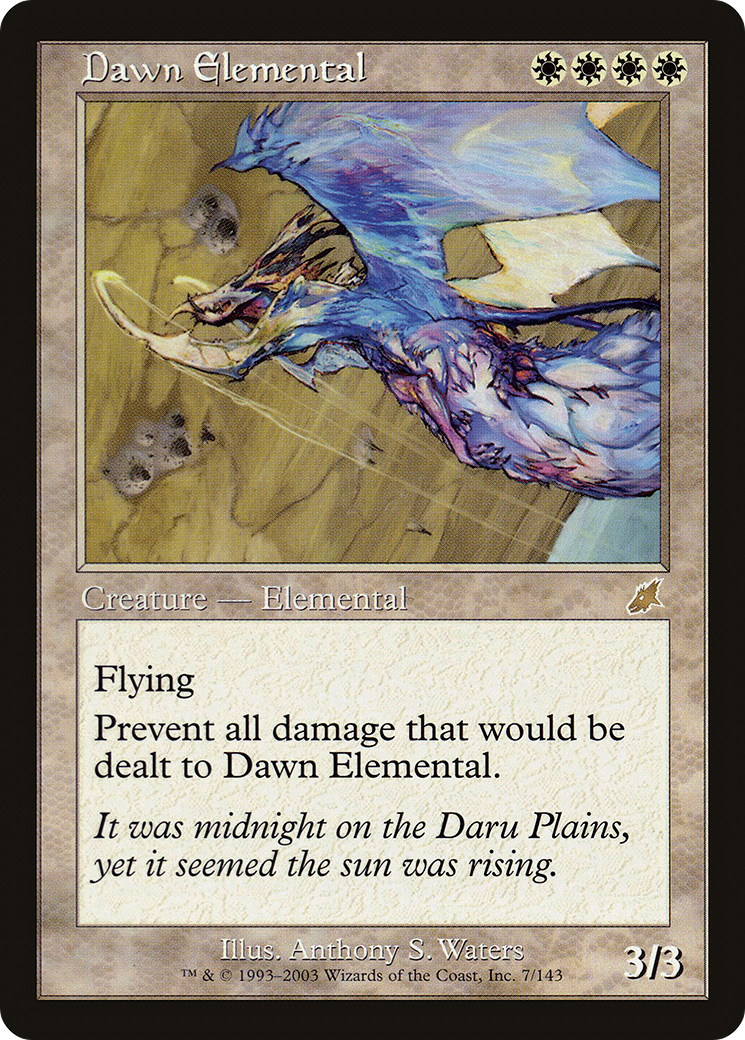 Dawn Elemental
Creature — Elemental
Flying
Prevent all damage that would be
dealt to Dawn Elemental.
It was midnight on the Daru Plains,
yet it seemed the sun was rising.
Illus. Anthony S. Waters
™ & © 1993–2003 Wizards of the Coast, Inc. 7/143
3/3